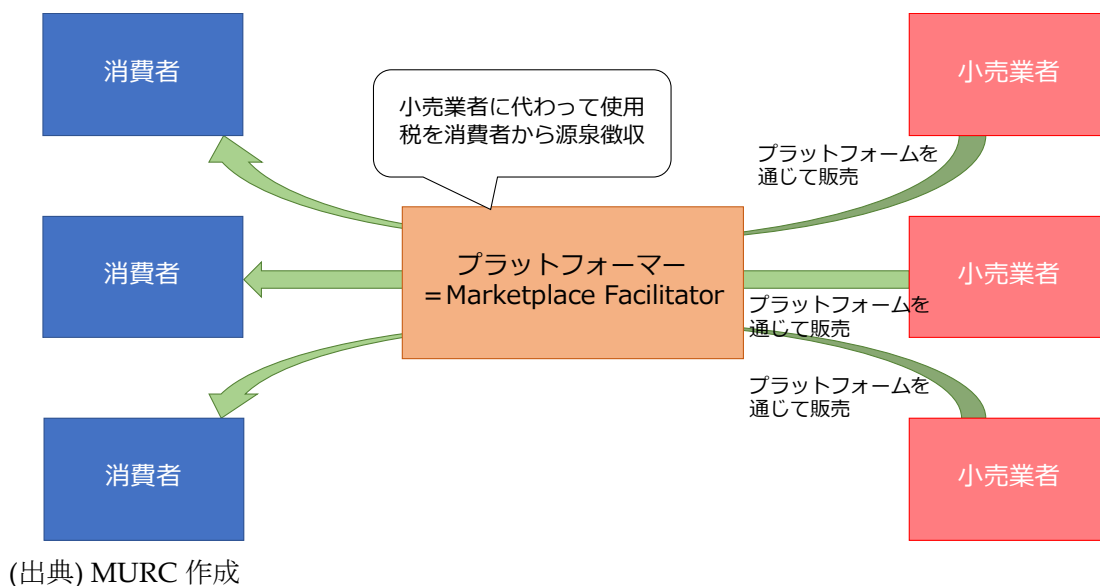 消費者
小売業者
小売業者に代わって使用
税を消費者から源泉徴収
プラットフォームを
通じて販売
消費者
プラットフォーマー
＝Marketplace Facilitator
小売業者
プラットフォームを
通じて販売
プラットフォームを
通じて販売
消費者
小売業者
(出典) MURC 作成